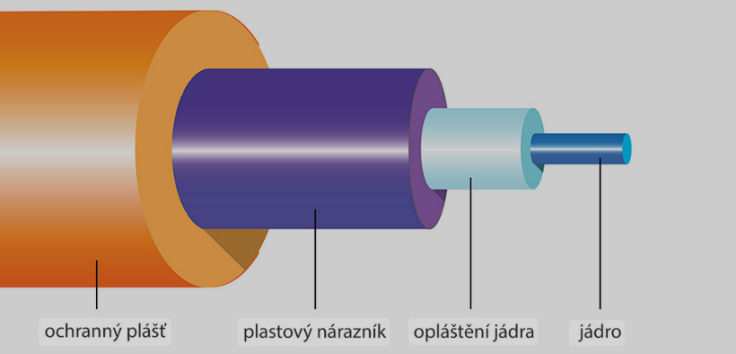 ochranný plášť
plastový nárazník
opláštění jádra
jádro